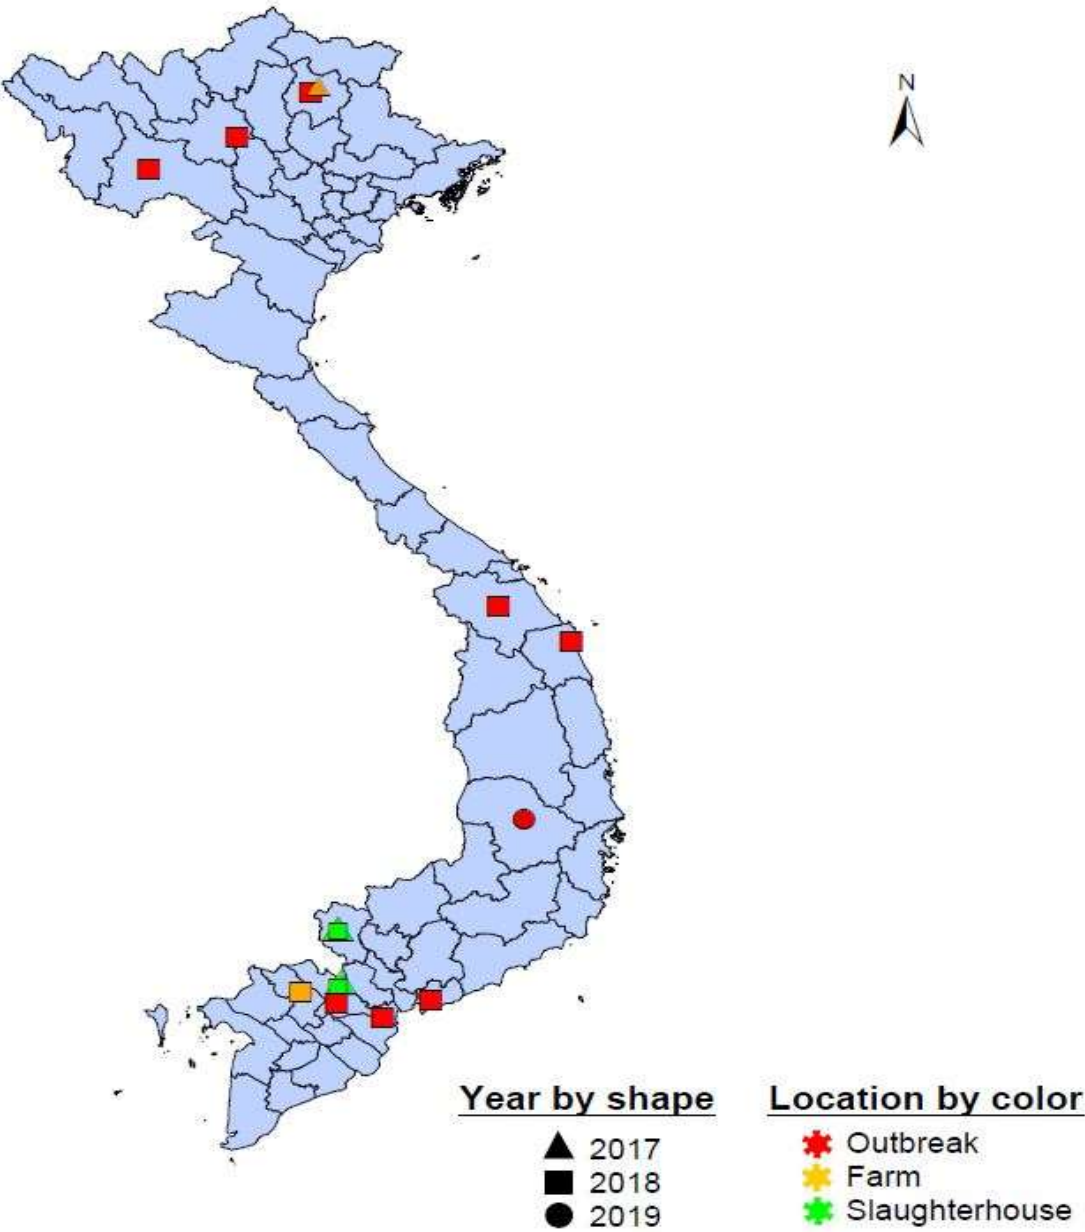 N
Year by shape
2017
2018
2019
Location by color
Outbreak
Farm
Slaughterhouse